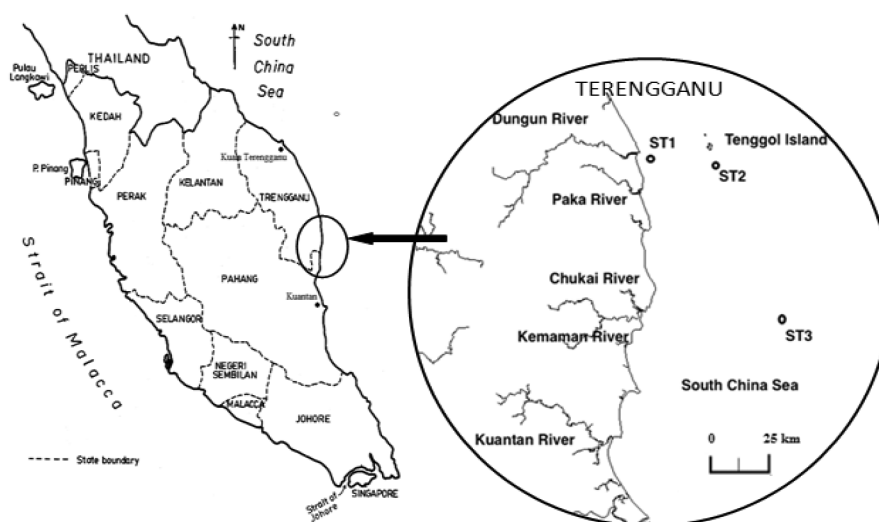 N
South
China
Sea
THAILAND
Pulau
Langkawi
PERLIS
KEDAH
P. Pinang
PINANG
PERAK
KELANTAN
Kuala Terengganu
TRENGGANU
PAHANG
Kuantan
SELANGOR
NEGERI
SEMBILAN
MALACCA
JOHORE
Strait of Malacca
State boundary
Strait of
Johore
SINGAPORE
TERENGGANU
Dungun River
ST1
Tenggol Island
ST2
Paka River
Chukai River
Kemaman River
ST3
South China Sea
Kuantan River
0 25 km